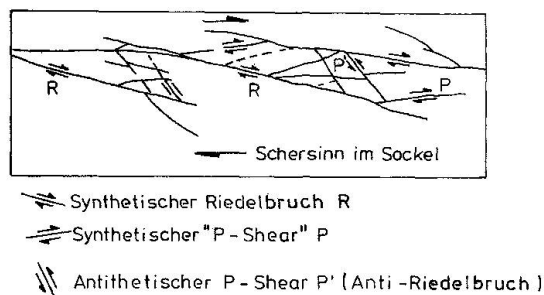 R
R
P
P
Schersinn im Sockel
Synthetischer Riedelbruch R
Synthetischer "P-Shear" P
Antithetischer P-Shear P' (Anti-Riedelbruch)